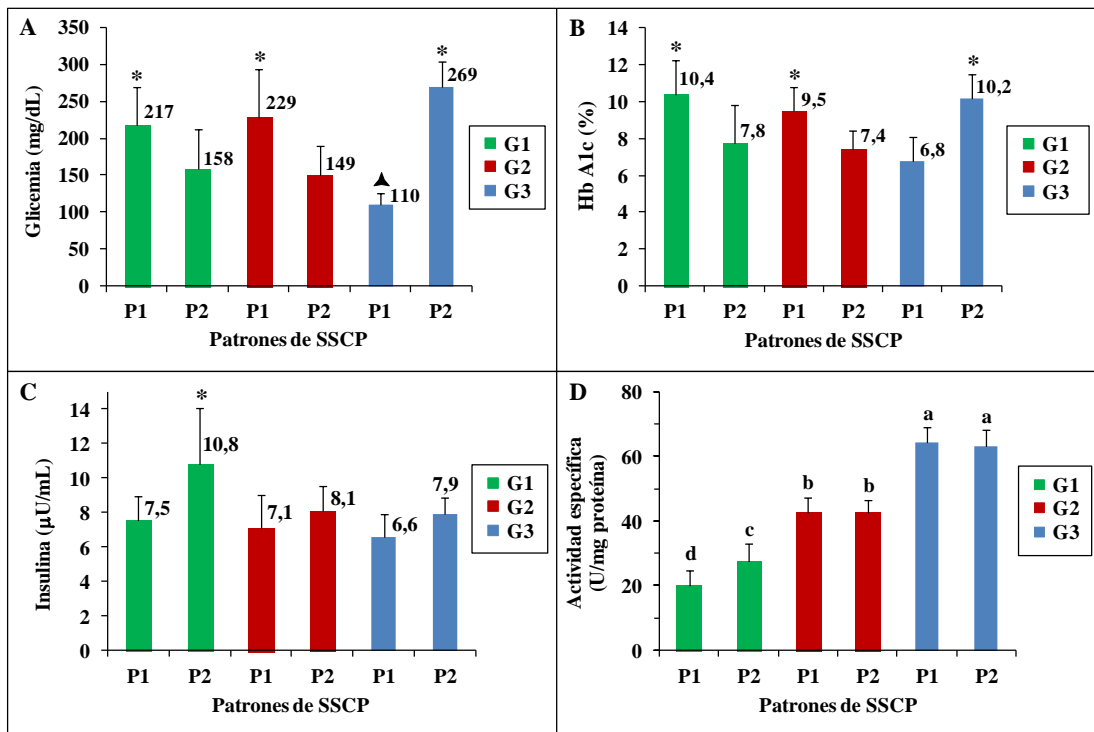 A
Glicemia (mg/dL)
350
300
250
200
150
100
50
0
*
217
158
*
229
149
110
*
269
P1 P2 P1 P2 P1 P2
Patrones de SSCP
G1
G2
G3
B
Hb A1c (%)
14
12
10
8
6
4
2
0
*
10,4
7,8
*
9,5
7,4
6,8
*
10,2
P1 P2 P1 P2 P1 P2
Patrones de SSCP
G1
G2
G3
C
Insulina (µU/mL)
14
12
10
8
6
4
2
0
7,5
*
10,8
7,1
8,1
6,6
7,9
P1 P2 P1 P2 P1 P2
Patrones de SSCP
G1
G2
G3
D
Actividad específica
(U/mg proteína)
80
60
40
20
0
d
c
b
b
a
a
P1 P2 P1 P2 P1 P2
Patrones de SSCP
G1
G2
G3